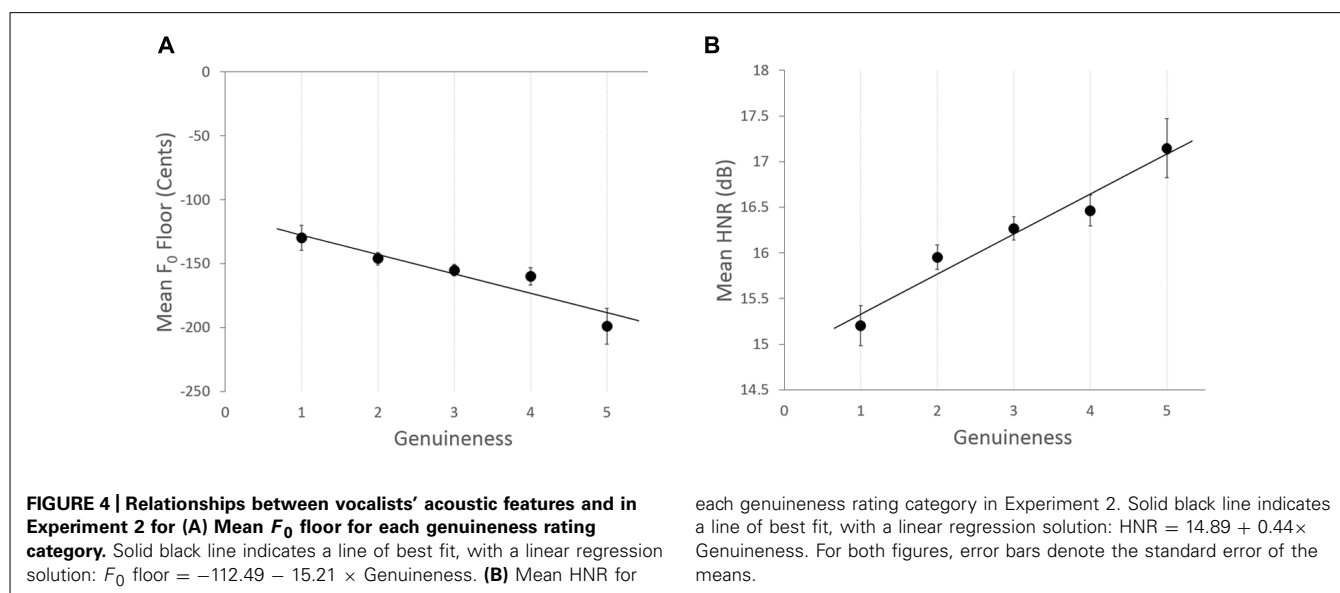 A
0
-50
-100
-150
-200
-250
Mean F₀ Floor (Cents)
0 1 2 3 4 5
Genuineness
B
18
17.5
17
16.5
16
15.5
15
14.5
Mean HNR (dB)
0 1 2 3 4 5
Genuineness
FIGURE 4 | Relationships between vocalists’ acoustic features and in
Experiment 2 for (A) Mean F₀ floor for each genuineness rating
category. Solid black line indicates a line of best fit, with a linear regression
solution: F₀ floor = −112.49 − 15.21 × Genuineness. (B) Mean HNR for
each genuineness rating category in Experiment 2. Solid black line indicates
a line of best fit, with a linear regression solution: HNR = 14.89 + 0.44×
Genuineness. For both figures, error bars denote the standard error of the
means.